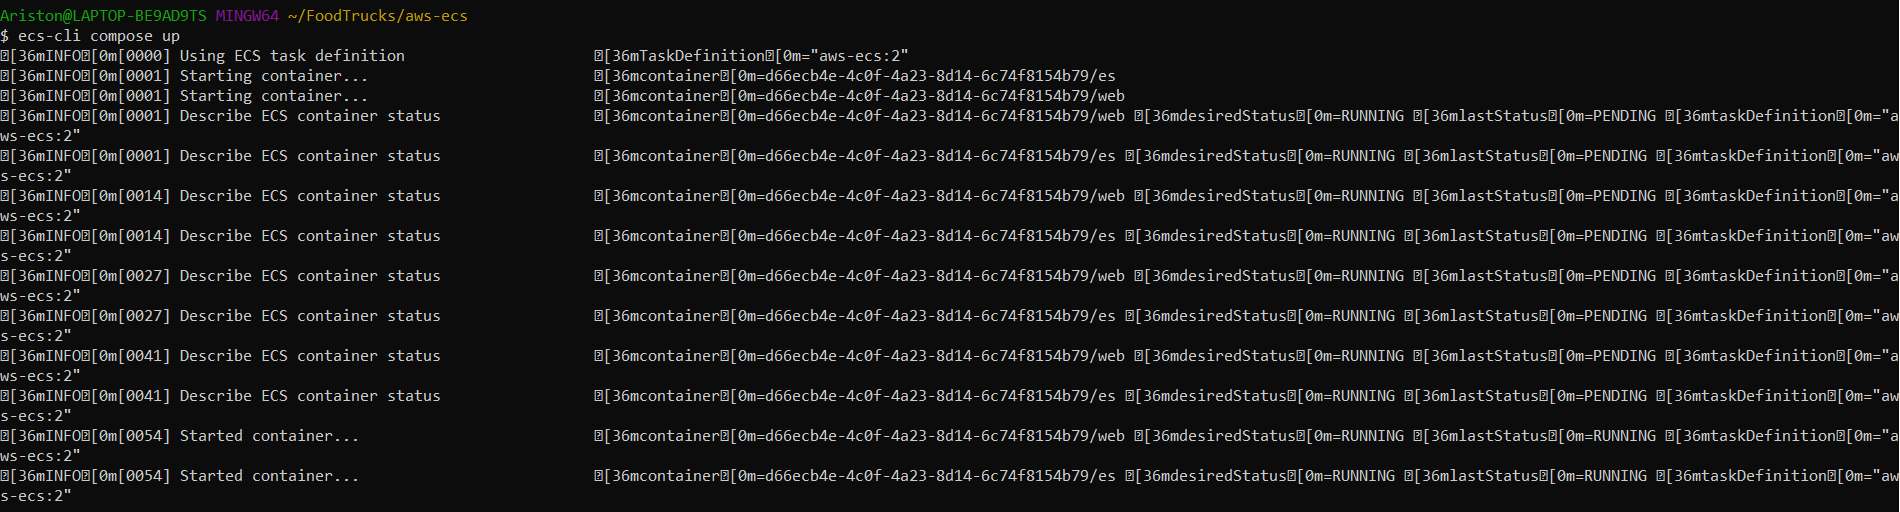 Ariston@LAPTOP-BE9AD9TS MINGW64 ~/FoodTrucks/aws-ecs
$ ecs-cli compose up
�[36mINFO�[0m[0000] Using ECS task definition                     �[36mTaskDefinition�[0m="aws-ecs:2"
�[36mINFO�[0m[0001] Starting container...                         �[36mcontainer�[0m=d66ecb4e-4c0f-4a23-8d14-6c74f8154b79/es
�[36mINFO�[0m[0001] Starting container...                         �[36mcontainer�[0m=d66ecb4e-4c0f-4a23-8d14-6c74f8154b79/web
�[36mINFO�[0m[0001] Describe ECS container status                 �[36mcontainer�[0m=d66ecb4e-4c0f-4a23-8d14-6c74f8154b79/web �[36mdesiredStatus�[0m=RUNNING �[36mlastStatus�[0m=PENDING �[36mtaskDefinition�[0m="a
ws-ecs:2"
�[36mINFO�[0m[0001] Describe ECS container status                 �[36mcontainer�[0m=d66ecb4e-4c0f-4a23-8d14-6c74f8154b79/es �[36mdesiredStatus�[0m=RUNNING �[36mlastStatus�[0m=PENDING �[36mtaskDefinition�[0m="aw
s-ecs:2"
�[36mINFO�[0m[0014] Describe ECS container status                 �[36mcontainer�[0m=d66ecb4e-4c0f-4a23-8d14-6c74f8154b79/web �[36mdesiredStatus�[0m=RUNNING �[36mlastStatus�[0m=PENDING �[36mtaskDefinition�[0m="a
ws-ecs:2"
�[36mINFO�[0m[0014] Describe ECS container status                 �[36mcontainer�[0m=d66ecb4e-4c0f-4a23-8d14-6c74f8154b79/es �[36mdesiredStatus�[0m=RUNNING �[36mlastStatus�[0m=PENDING �[36mtaskDefinition�[0m="aw
s-ecs:2"
�[36mINFO�[0m[0027] Describe ECS container status                 �[36mcontainer�[0m=d66ecb4e-4c0f-4a23-8d14-6c74f8154b79/web �[36mdesiredStatus�[0m=RUNNING �[36mlastStatus�[0m=PENDING �[36mtaskDefinition�[0m="a
ws-ecs:2"
�[36mINFO�[0m[0027] Describe ECS container status                 �[36mcontainer�[0m=d66ecb4e-4c0f-4a23-8d14-6c74f8154b79/es �[36mdesiredStatus�[0m=RUNNING �[36mlastStatus�[0m=PENDING �[36mtaskDefinition�[0m="aw
s-ecs:2"
�[36mINFO�[0m[0041] Describe ECS container status                 �[36mcontainer�[0m=d66ecb4e-4c0f-4a23-8d14-6c74f8154b79/web �[36mdesiredStatus�[0m=RUNNING �[36mlastStatus�[0m=PENDING �[36mtaskDefinition�[0m="a
ws-ecs:2"
�[36mINFO�[0m[0041] Describe ECS container status                 �[36mcontainer�[0m=d66ecb4e-4c0f-4a23-8d14-6c74f8154b79/es �[36mdesiredStatus�[0m=RUNNING �[36mlastStatus�[0m=PENDING �[36mtaskDefinition�[0m="aw
s-ecs:2"
�[36mINFO�[0m[0054] Started container...                          �[36mcontainer�[0m=d66ecb4e-4c0f-4a23-8d14-6c74f8154b79/web �[36mdesiredStatus�[0m=RUNNING �[36mlastStatus�[0m=RUNNING �[36mtaskDefinition�[0m="a
ws-ecs:2"
�[36mINFO�[0m[0054] Started container...                          �[36mcontainer�[0m=d66ecb4e-4c0f-4a23-8d14-6c74f8154b79/es �[36mdesiredStatus�[0m=RUNNING �[36mlastStatus�[0m=RUNNING �[36mtaskDefinition�[0m="aw
s-ecs:2"